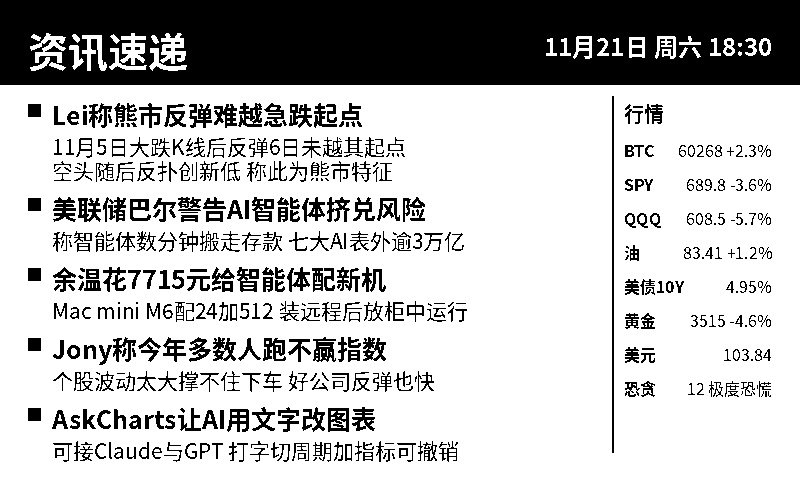 资讯速递
11月21日 周六 18:30
Lei称熊市反弹难越急跌起点
11月5日大跌K线后反弹6日未越其起点
空头随后反扑创新低 称此为熊市特征
美联储巴尔警告AI智能体挤兑风险
称智能体数分钟搬走存款 七大AI表外逾3万亿
余温花7715元给智能体配新机
Mac mini M6配24加512 装远程后放柜中运行
Jony称今年多数人跑不赢指数
个股波动太大撑不住下车 好公司反弹也快
AskCharts让AI用文字改图表
可接Claude与GPT 打字切周期加指标可撤销
行情
BTC 60268 +2.3%
SPY 689.8 -3.6%
QQQ 608.5 -5.7%
油 83.41 +1.2%
美债10Y 4.95%
黄金 3515 -4.6%
美元 103.84
恐贪 12 极度恐慌